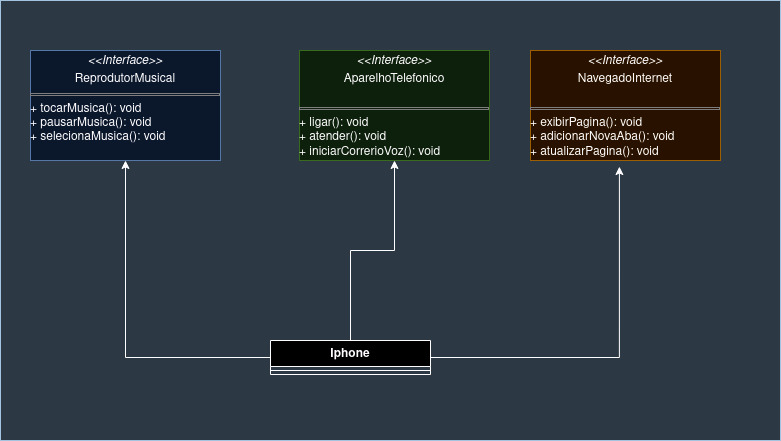 <<Interface>>
ReprodutorMusical
+ tocarMusica(): void
+ pausarMusica(): void
+ selecionaMusica(): void
<<Interface>>
AparelhoTelefonico
+ ligar(): void
+ atender(): void
+ iniciarCorrerioVoz(): void
<<Interface>>
NavegadoInternet
+ exibirPagina(): void
+ adicionarNovaAba(): void
+ atualizarPagina(): void
Iphone